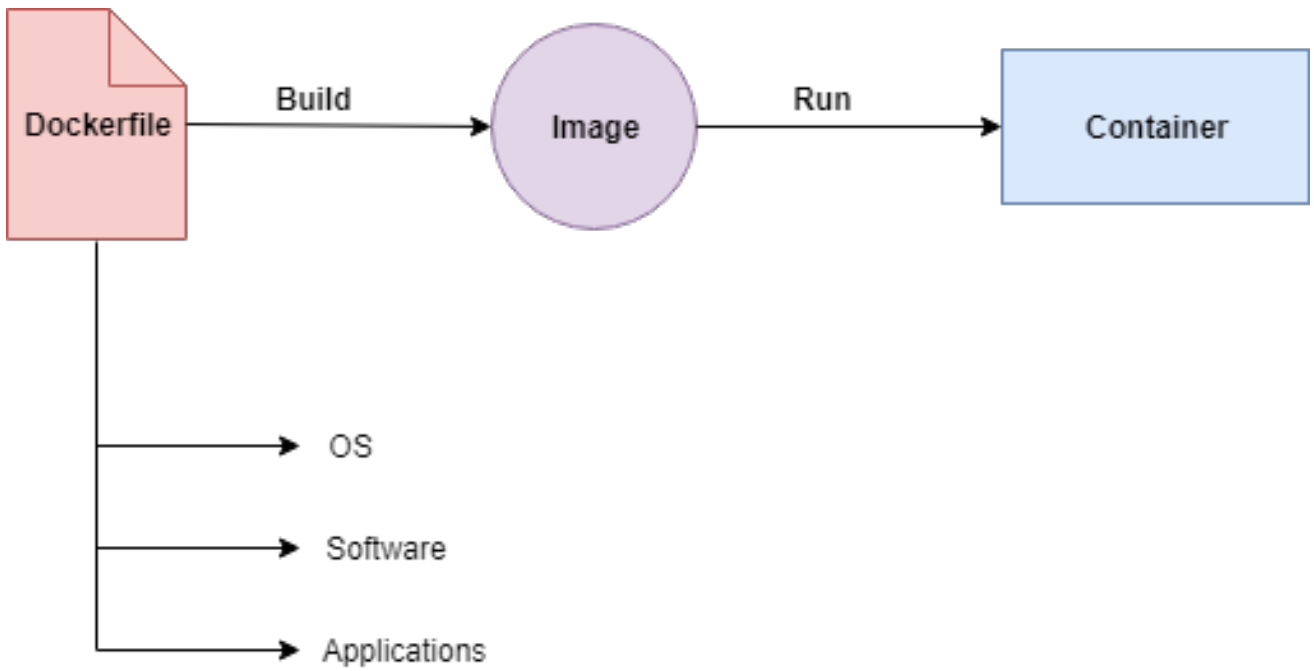 Build
Run
Dockerfile
Image
Container
OS
Software
Applications